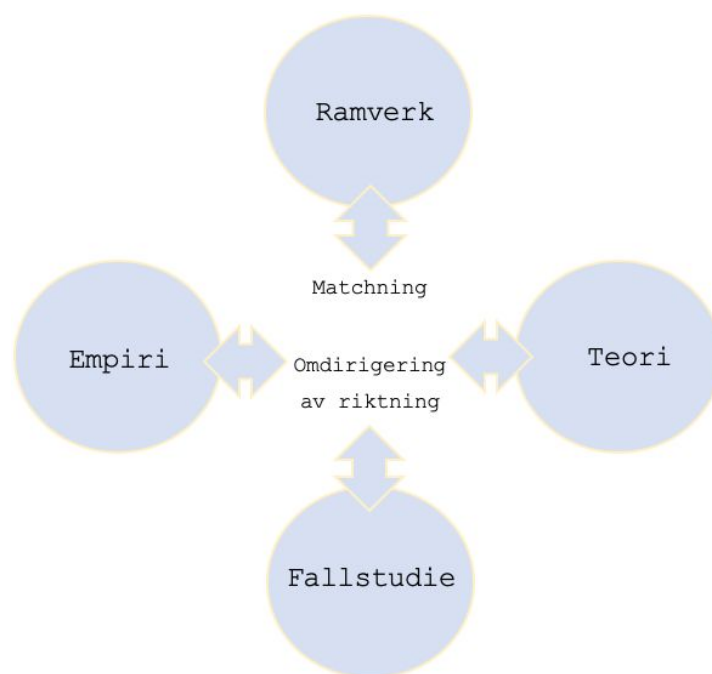 Ramverk
Matchning
Empiri
Omdirigering
av riktning
Teori
Fallstudie